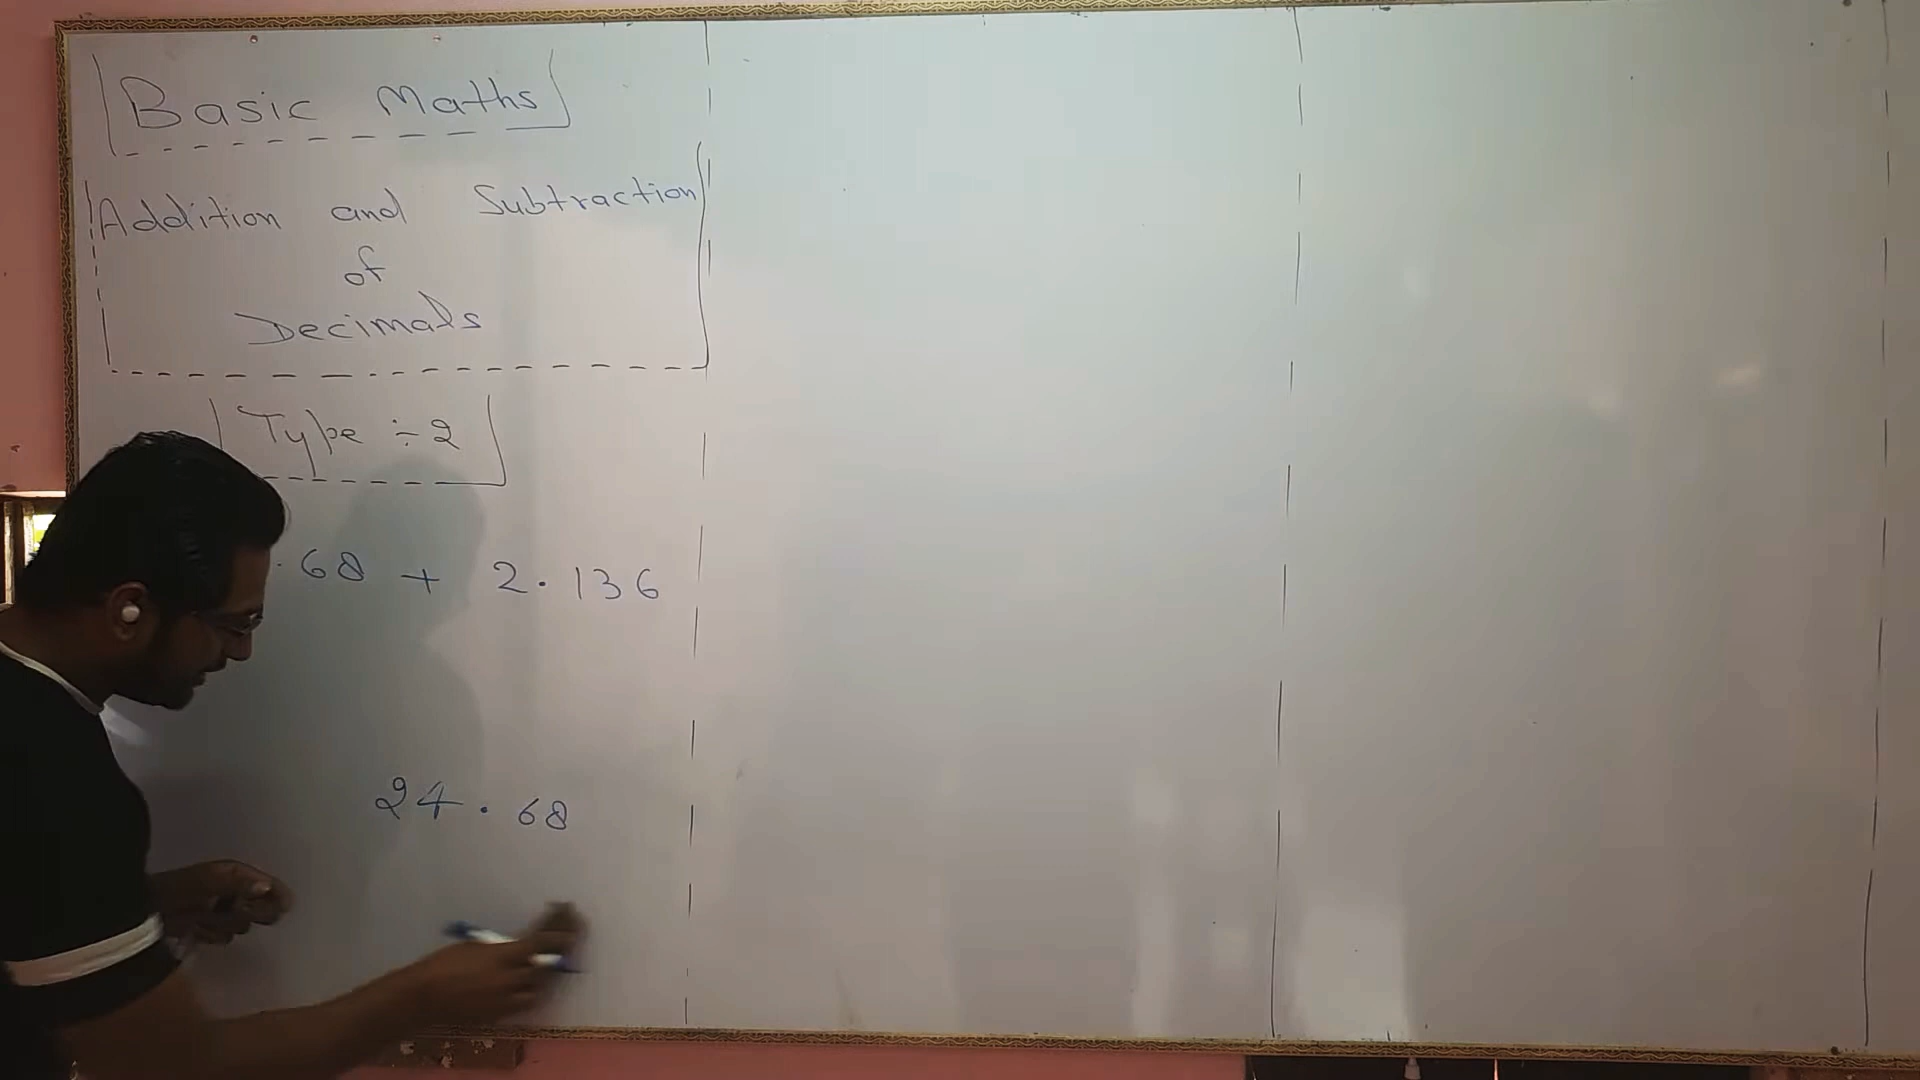 Basic Maths
Addition and Subtraction
of
Decimals
Type ÷ 2
.68 + 2.136
24.68